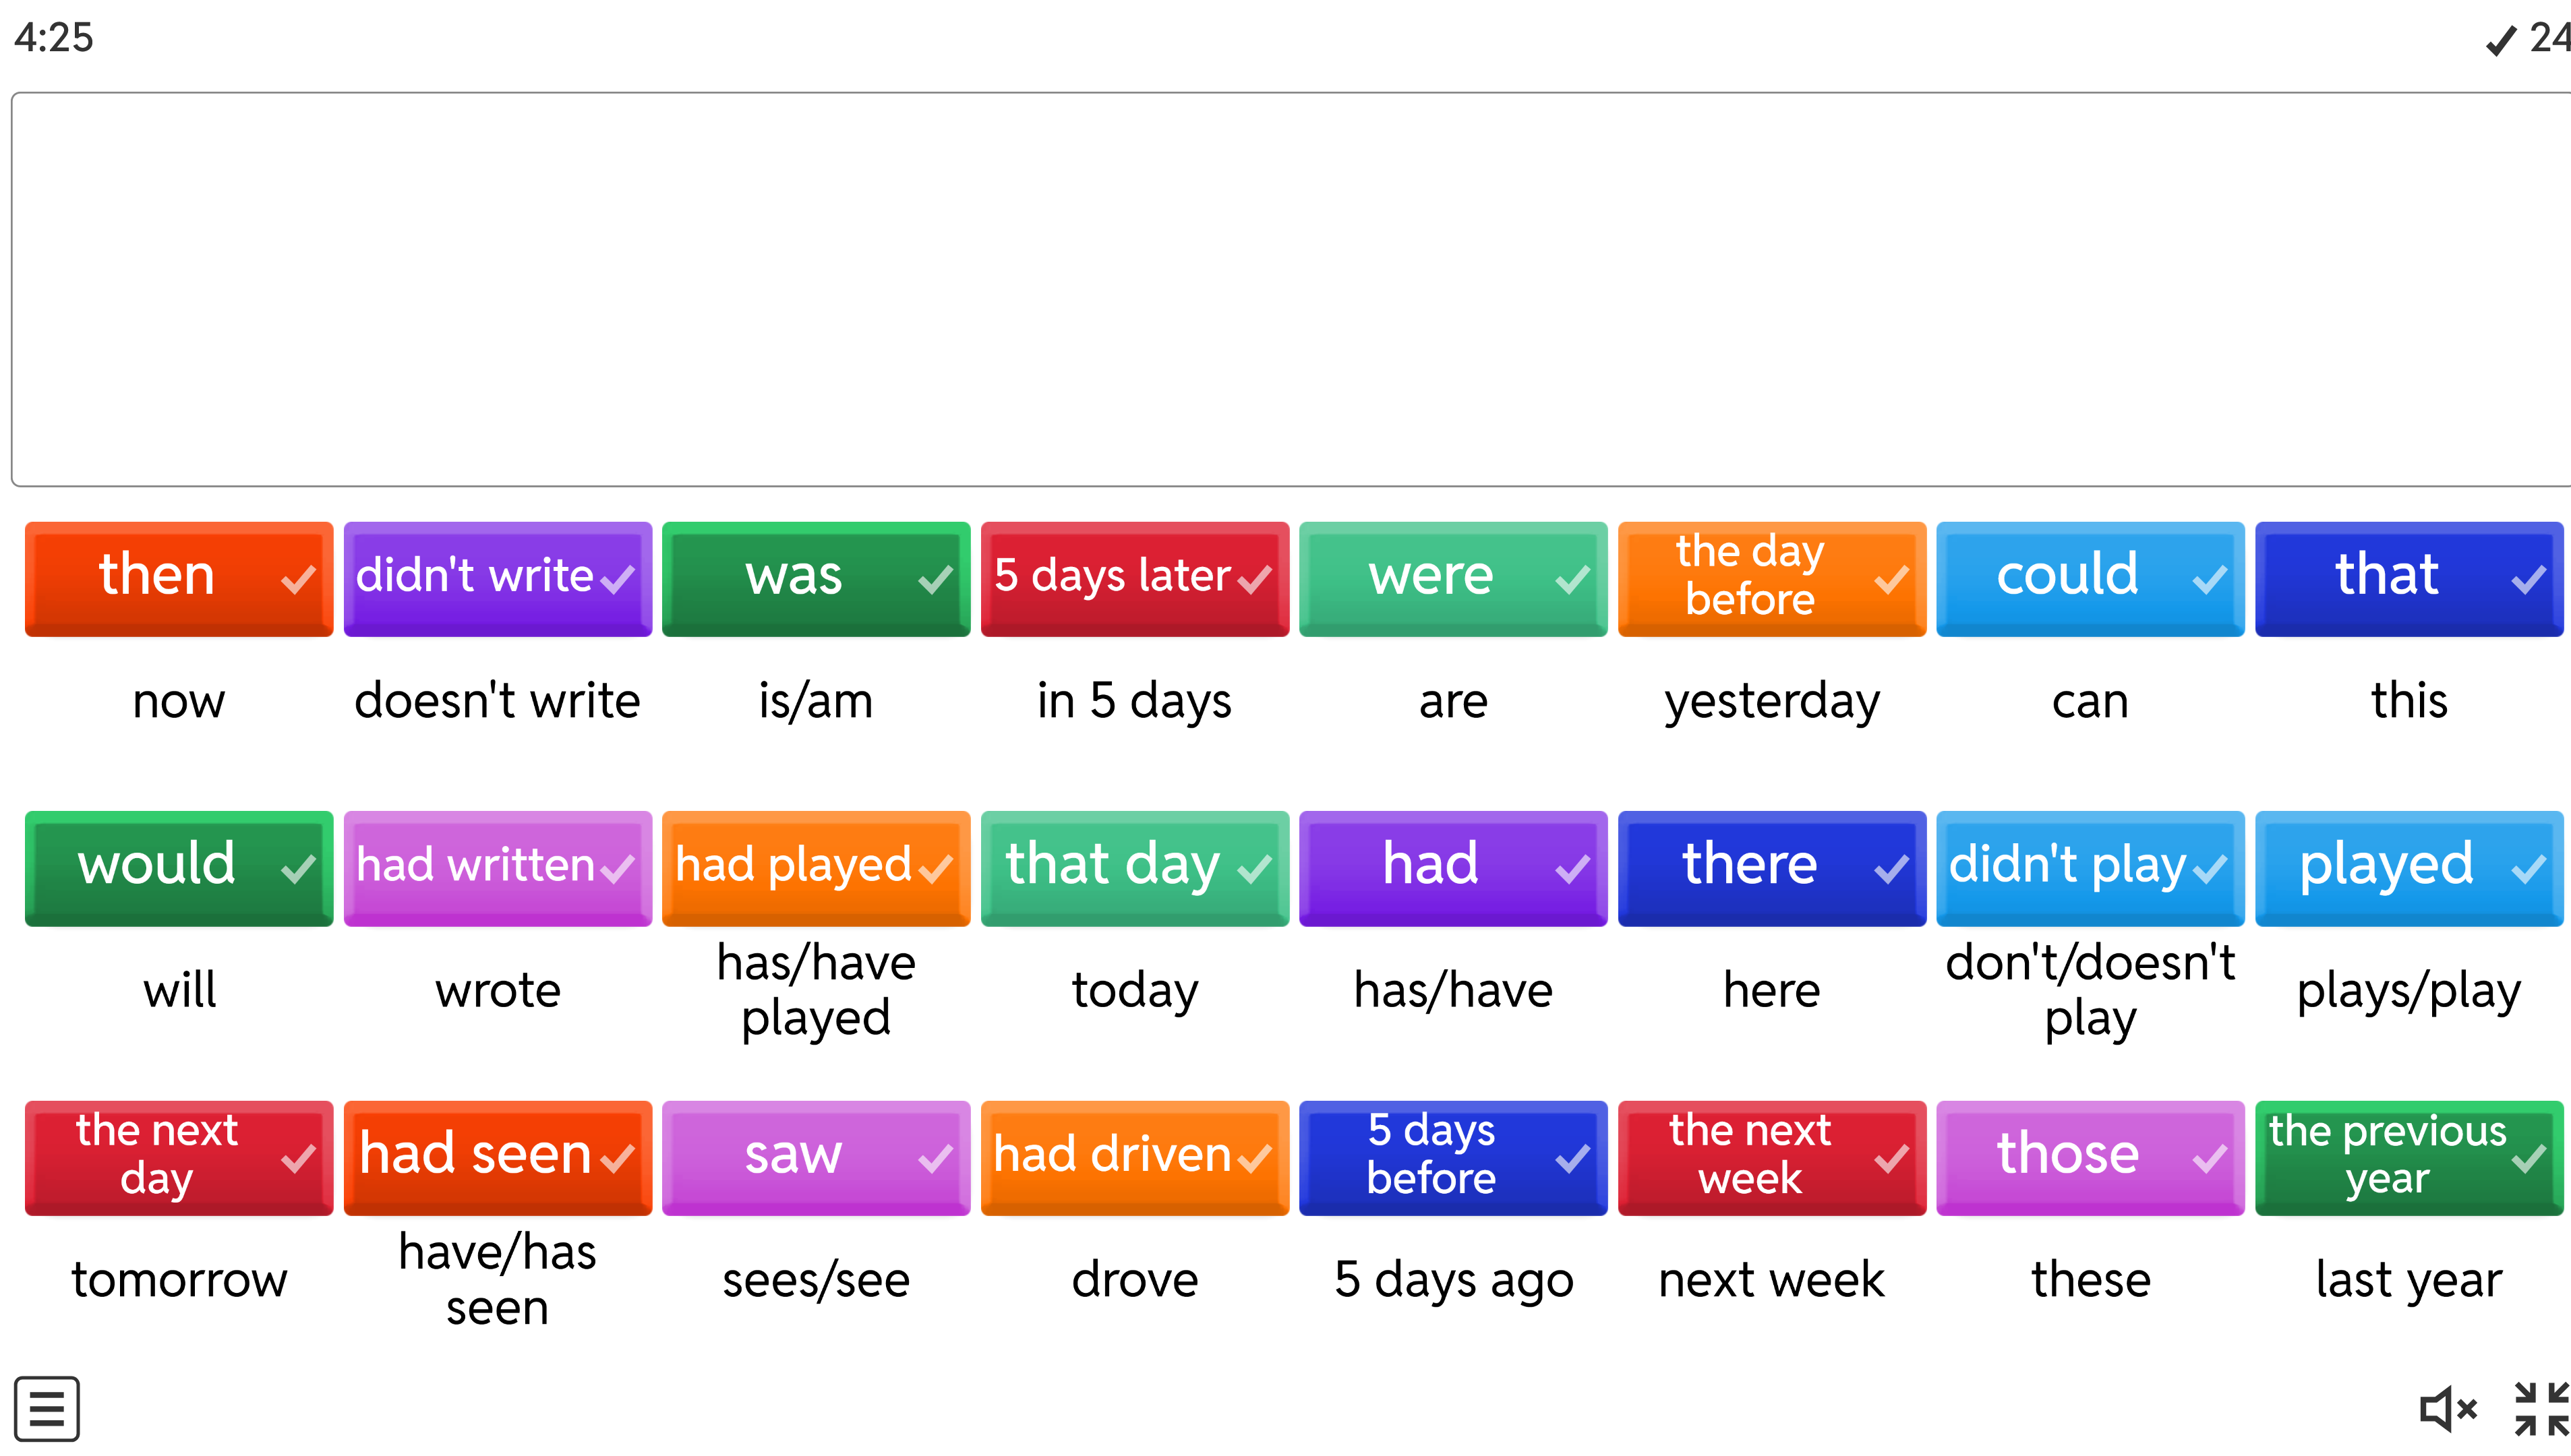 4:25
✓ 24
then
didn't write
was
5 days later
were
the day
before
could
that
now
doesn't write
is/am
in 5 days
are
yesterday
can
this
would
had written
had played
that day
had
there
didn't play
played
will
wrote
has/have
played
today
has/have
here
don't/doesn't
play
plays/play
the next
day
had seen
saw
had driven
5 days
before
the next
week
those
the previous
year
tomorrow
have/has
seen
sees/see
drove
5 days ago
next week
these
last year